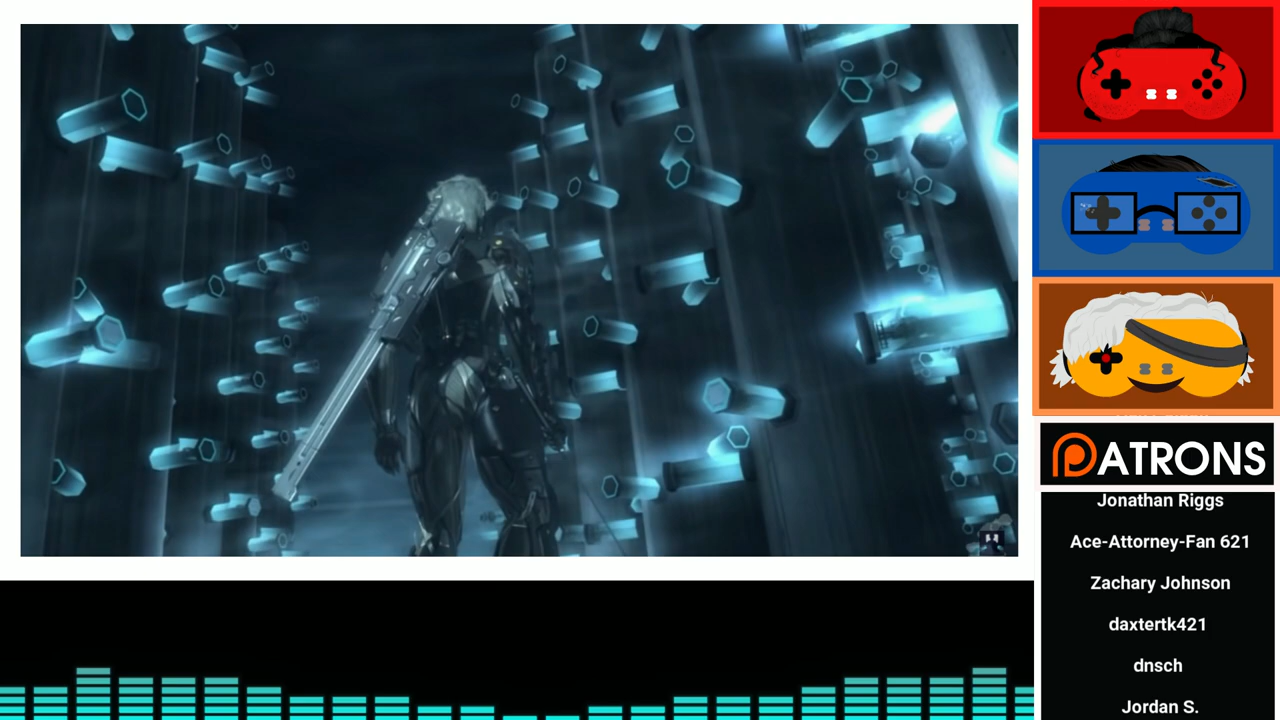 PATRONS
Jonathan Riggs
Ace-Attorney-Fan 621
Zachary Johnson
daxtertk421
dnsch
Jordan S.